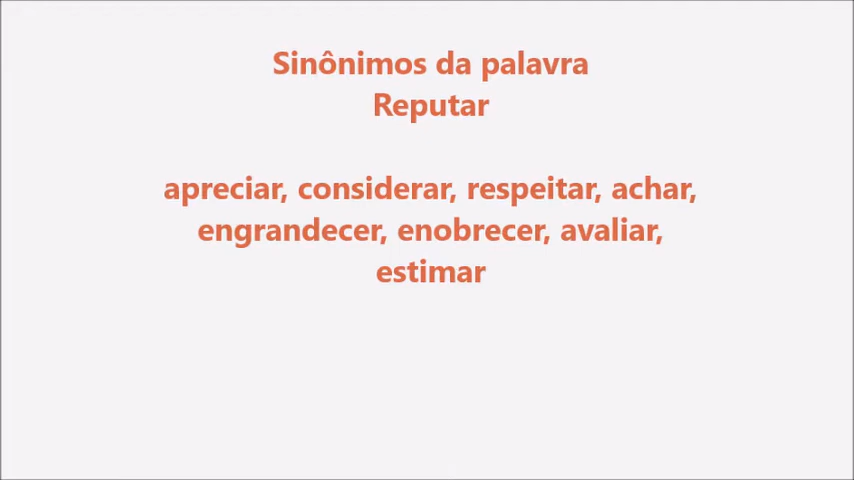 Sinônimos da palavra
Reputar
apreciar, considerar, respeitar, achar,
engrandecer, enobrecer, avaliar,
estimar